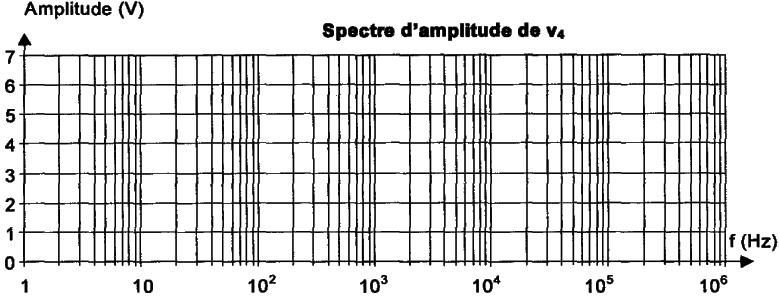 Amplitude (V)
Spectre d'amplitude de v₄
7
6
5
4
3
2
1
0
f (Hz)
1 10 10² 10³ 10⁴ 10⁵ 10⁶